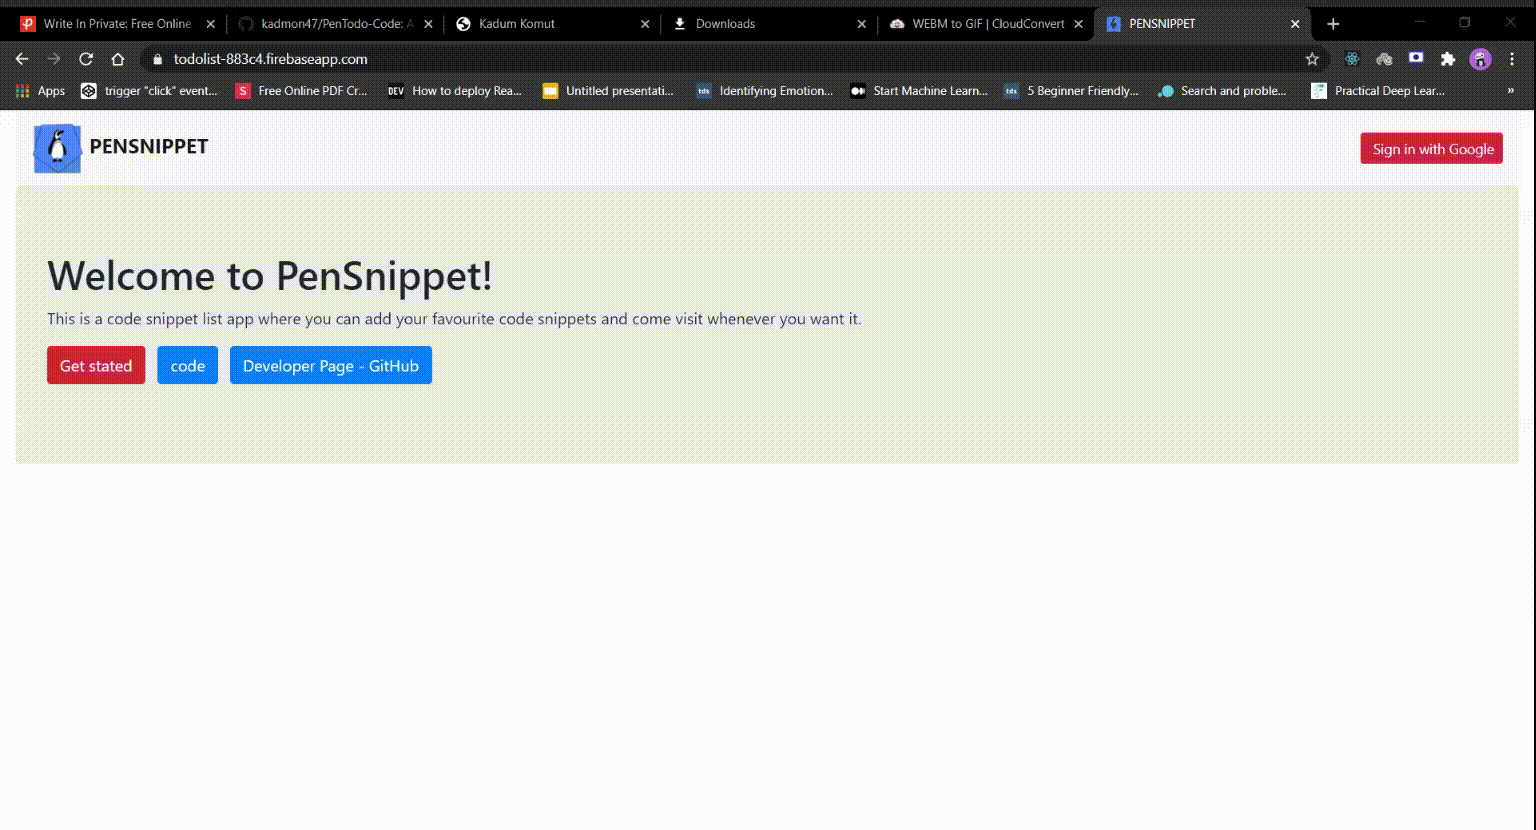 Write In Private: Free Online
kadmon47/PenTodo-Code: A
Kadum Komut
Downloads
WEBM to GIF | CloudConvert
PENSNIPPET
todolist-883c4.firebaseapp.com
Apps
trigger "click" event...
S
Free Online PDF Cr...
DEV
How to deploy Rea...
Untitled presentati...
tds
Identifying Emotion...
Start Machine Learn...
tds
5 Beginner Friendly...
Search and proble...
Practical Deep Lear...
»
PENSNIPPET
Sign in with Google
Welcome to PenSnippet!
This is a code snippet list app where you can add your favourite code snippets and come visit whenever you want it.
Get stated
code
Developer Page - GitHub